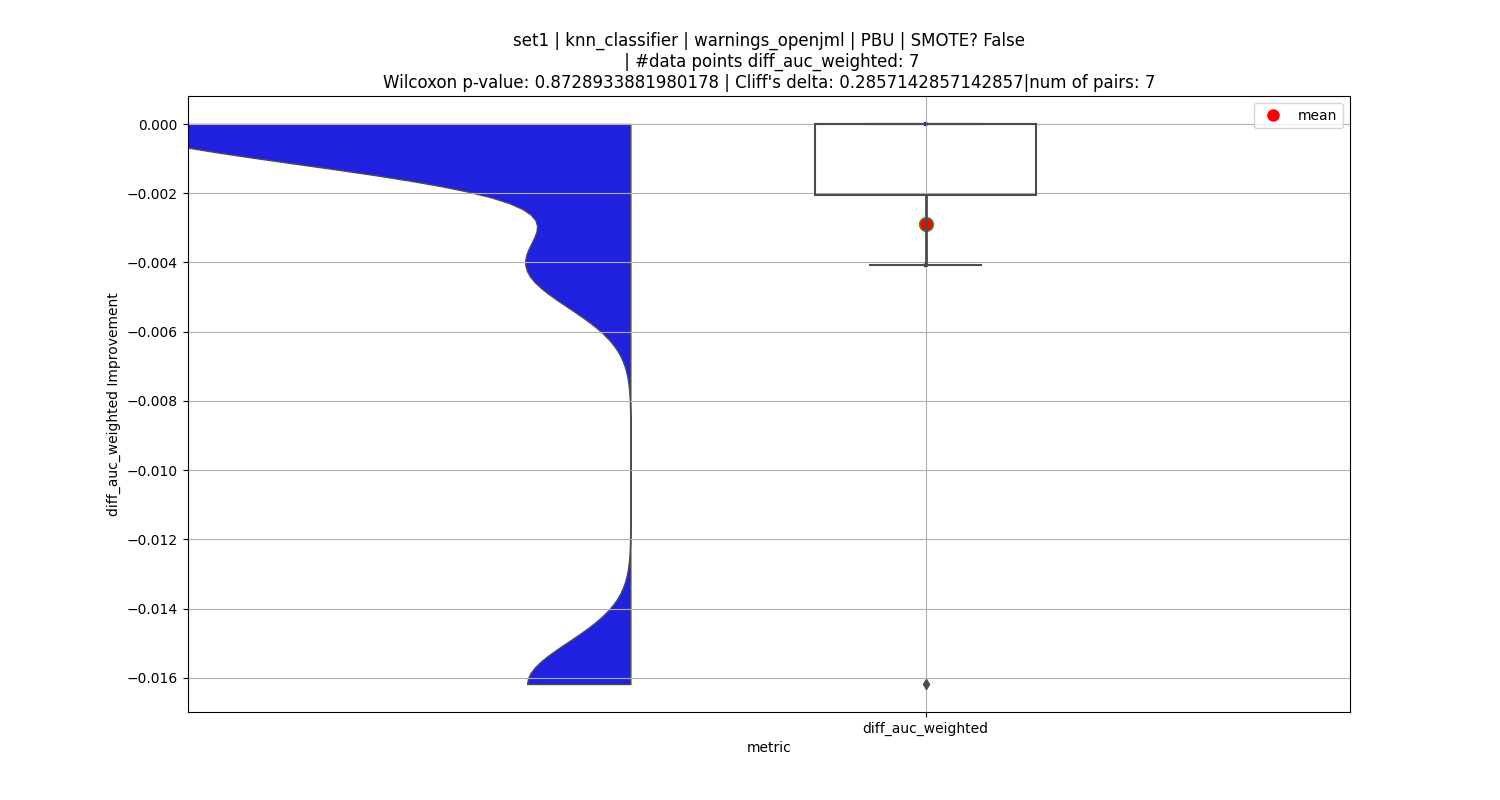 set1 | knn_classifier | warnings_openjml | PBU | SMOTE? False
| #data points diff_auc_weighted: 7
Wilcoxon p-value: 0.8728933881980178 | Cliff's delta: 0.2857142857142857|num of pairs: 7
mean
0.000
−0.002
−0.004
−0.006
−0.008
−0.010
−0.012
−0.014
−0.016
diff_auc_weighted Improvement
diff_auc_weighted
metric